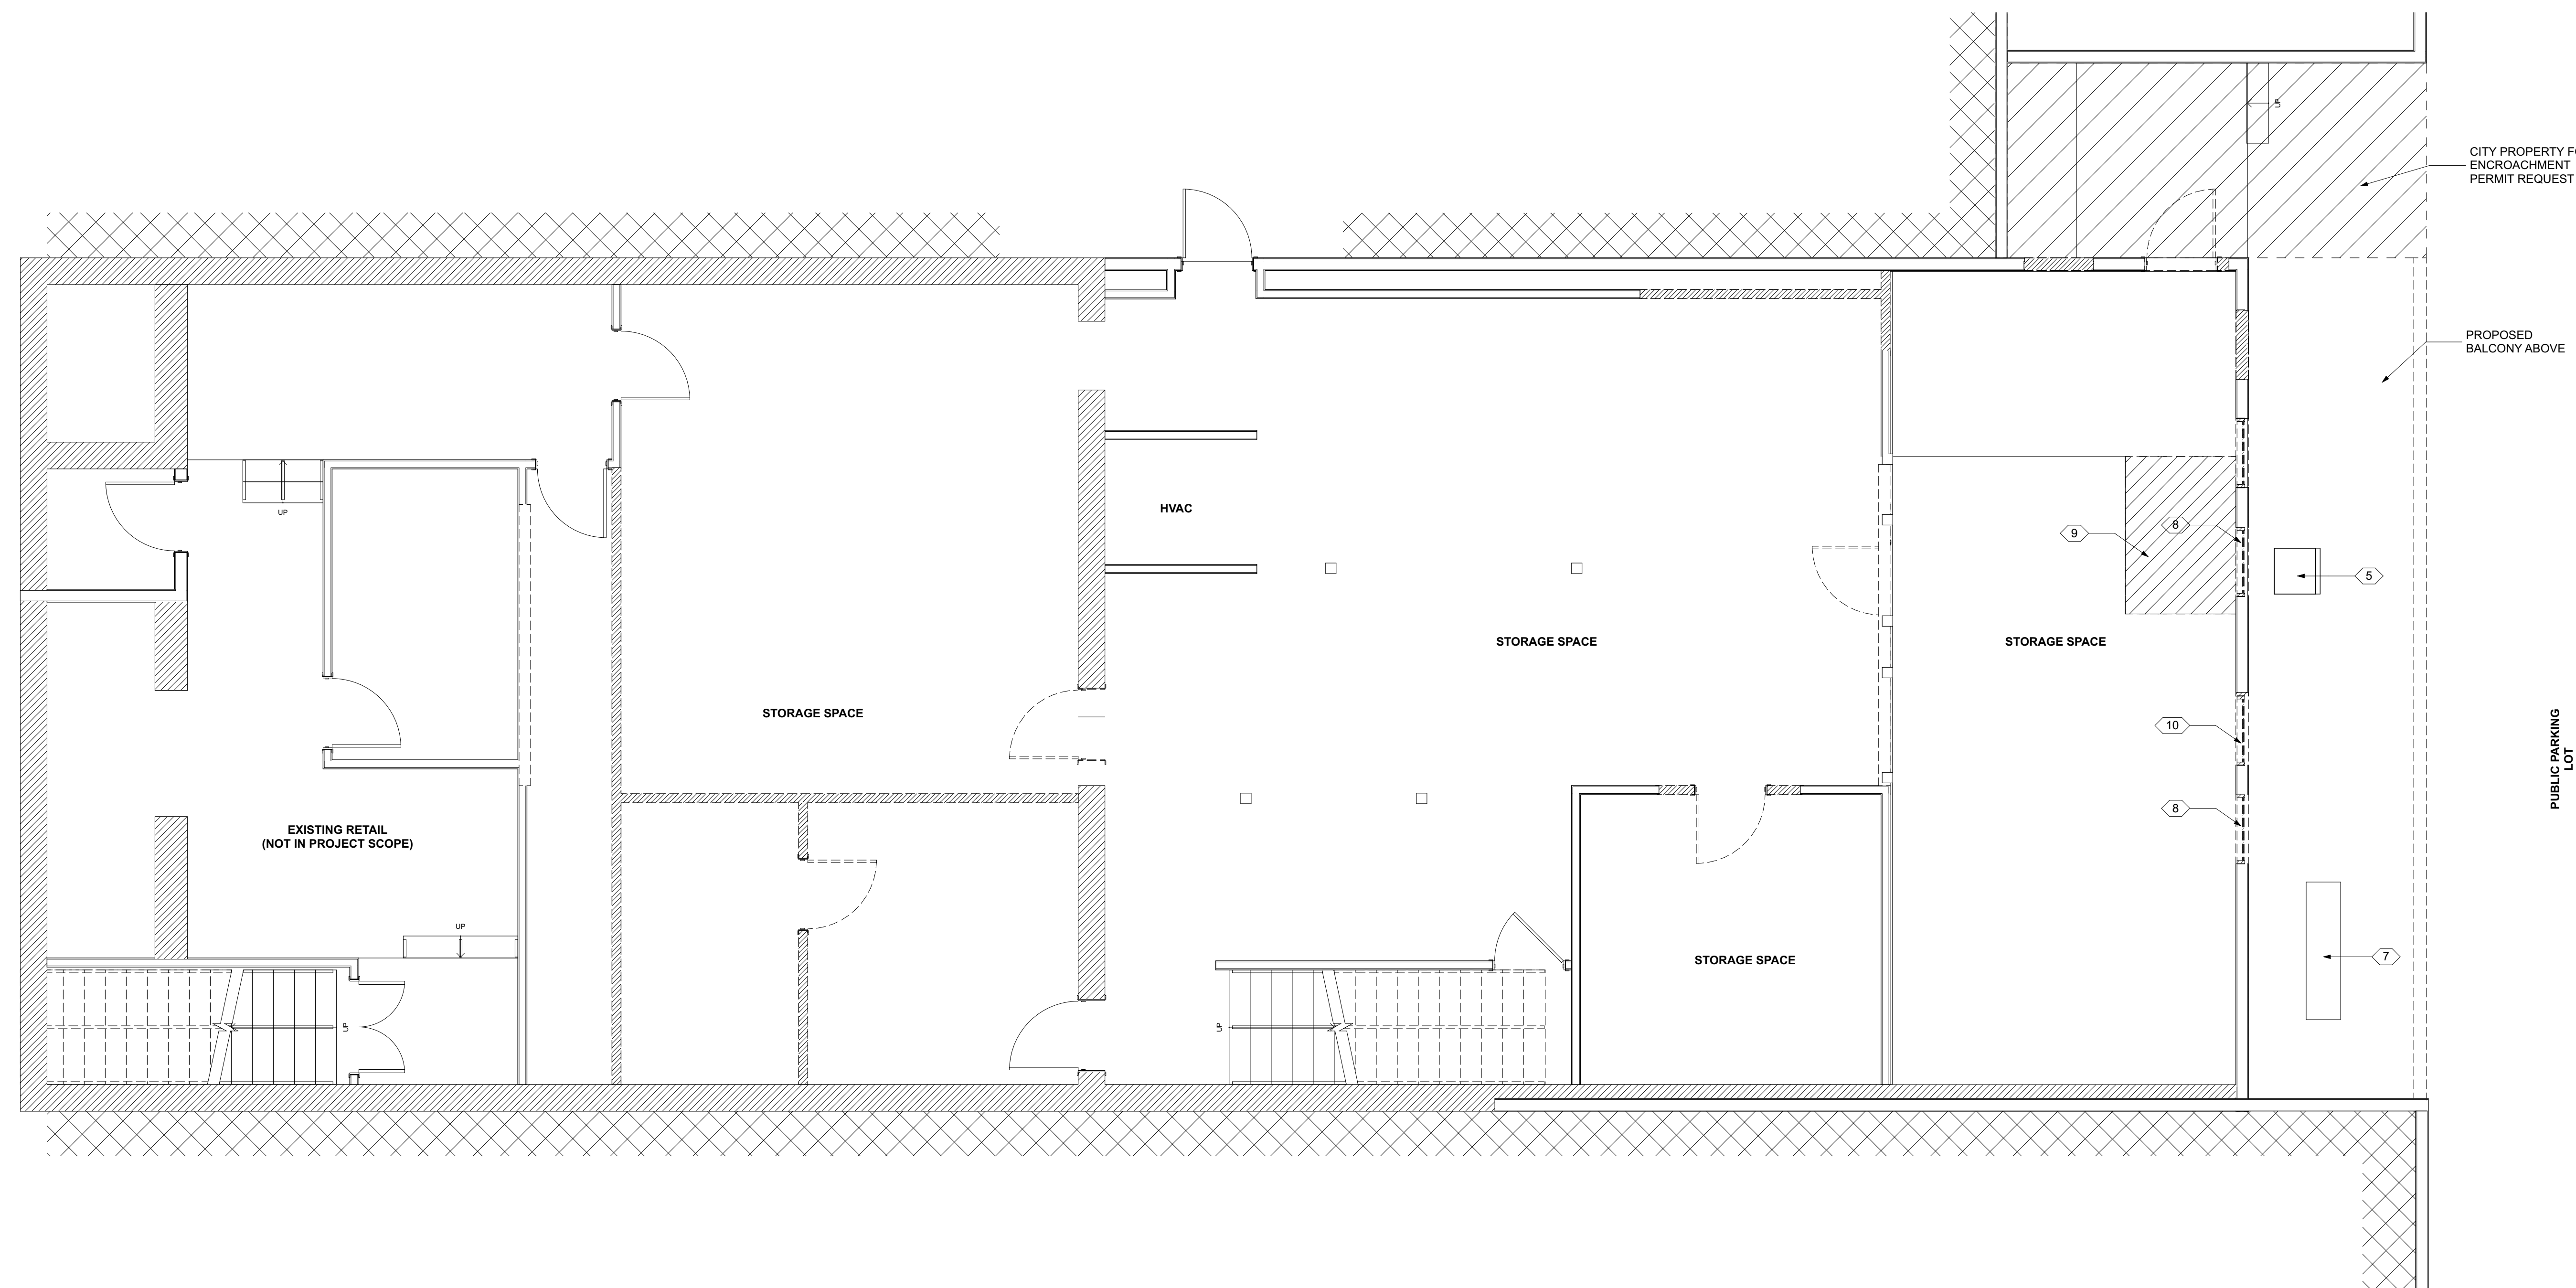 UP
CITY PROPERTY
ENCROACHMENT
PERMIT REQUEST
PROPOSED
BALCONY ABOVE
UP
HVAC
9
8
5
STORAGE SPACE
STORAGE SPACE
STORAGE SPACE
10
PUBLIC PARKING
LOT
8
EXISTING RETAIL
(NOT IN PROJECT SCOPE)
UP
STORAGE SPACE
7
UP
UP